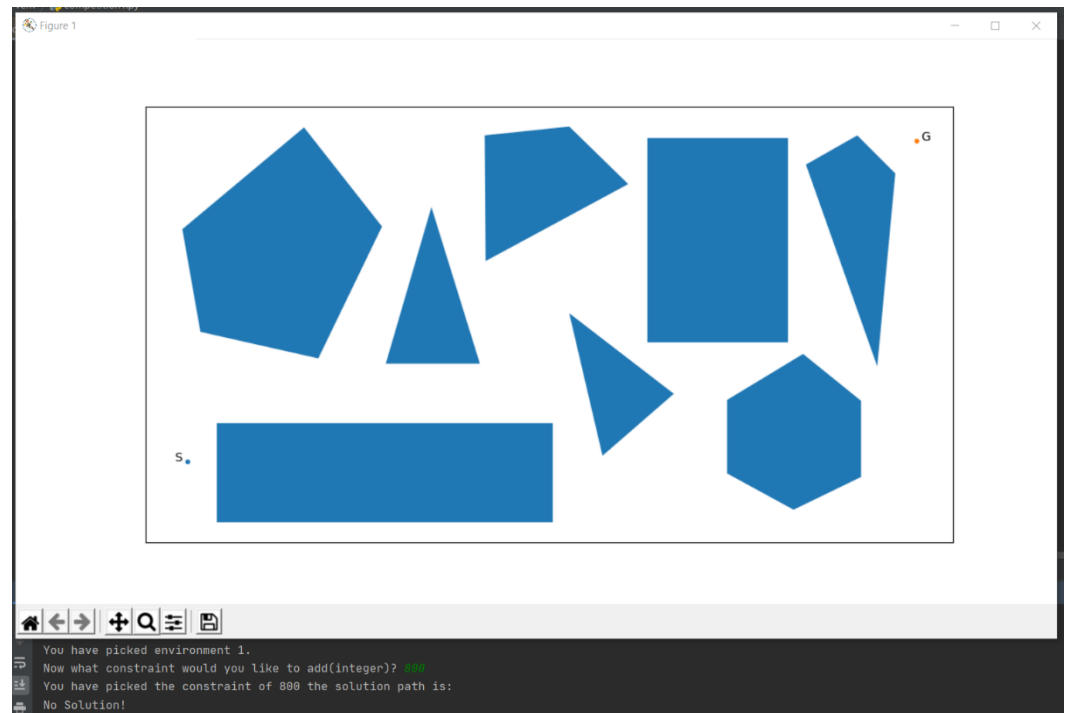 Figure 1
G
S
You have picked environment 1.
Now what constraint would you like to add(integer)? 800
You have picked the constraint of 800 the solution path is:
No Solution!